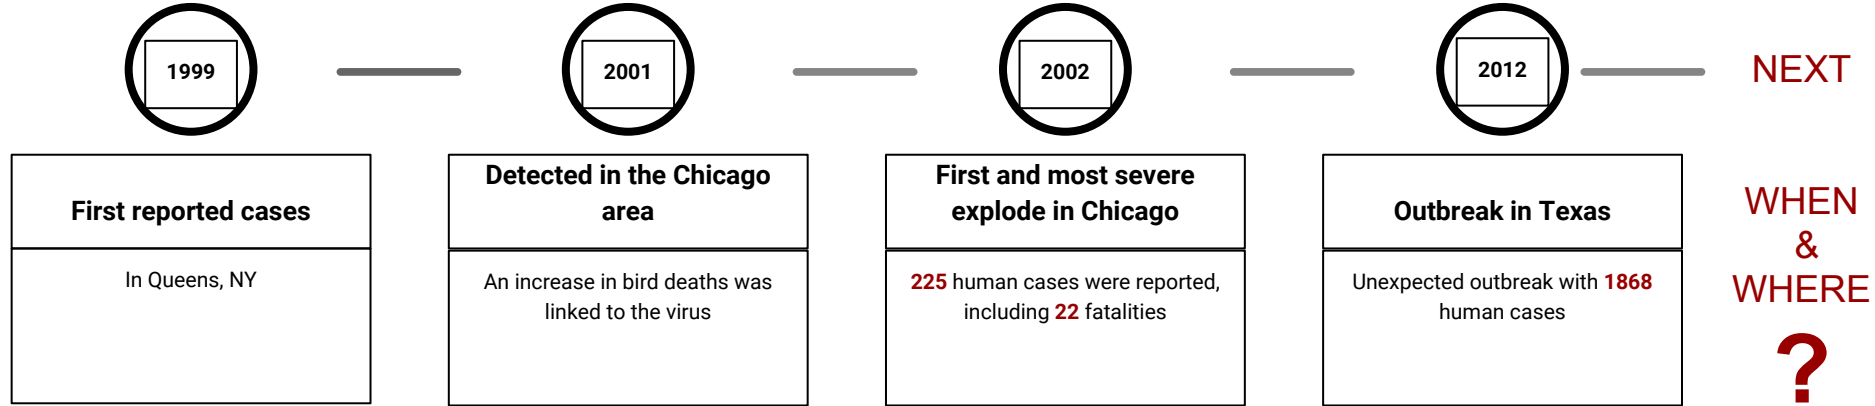 1999
2001
2002
2012
NEXT
First reported cases
In Queens, NY
Detected in the Chicago
area
An increase in bird deaths was
linked to the virus
First and most severe
explode in Chicago
225 human cases were reported,
including 22 fatalities
Outbreak in Texas
Unexpected outbreak with 1868
human cases
WHEN
&
WHERE
?